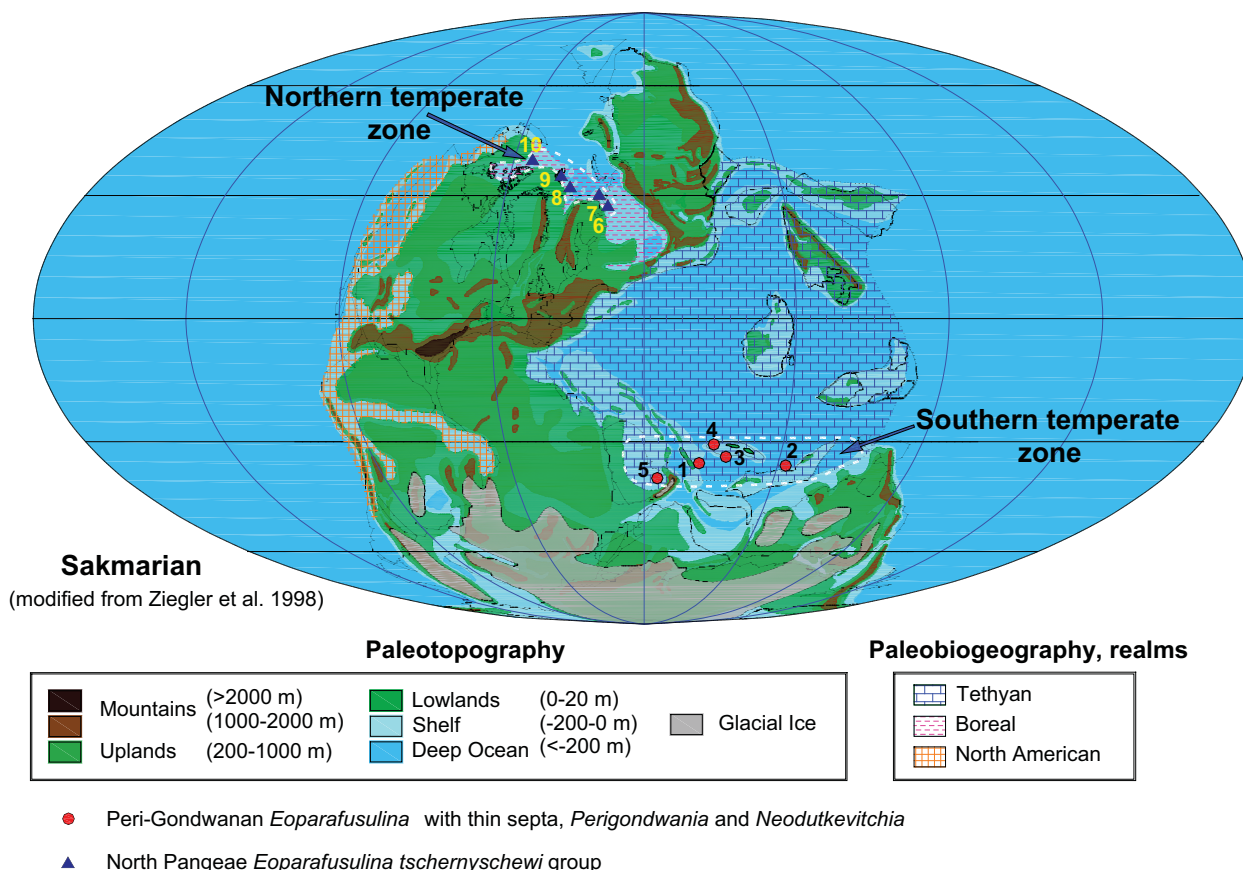 Northern temperate
zone
10
9
8
7
6
Southern temperate
zone
4
3
2
1
5
Sakmarian
(modified from Ziegler et al. 1998)
Paleotopography
Mountains (>2000 m)
(1000-2000 m)
Uplands (200-1000 m)
Lowlands (0-20 m)
Shelf (-200-0 m)
Deep Ocean (<-200 m)
Glacial Ice
Paleobiogeography, realms
Tethyan
Boreal
North American
Peri-Gondwanan Eoparafusulina with thin septa, Perigondwania and Neodutkevitchia
North Pangeae Eoparafusulina tschernyschewi group